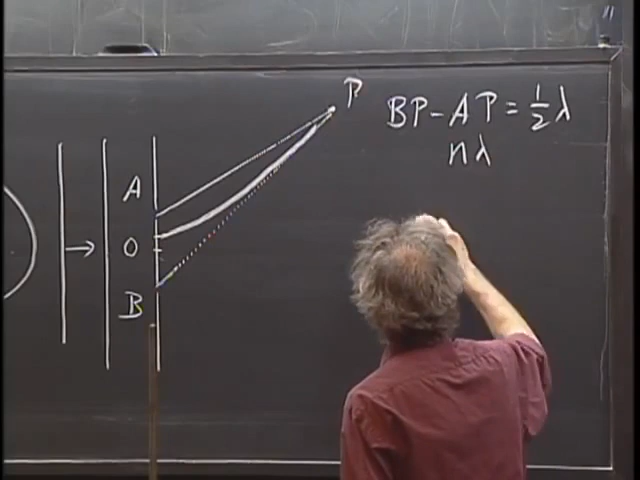 P
BP - AP = 1/2 λ
nλ
A
O
B